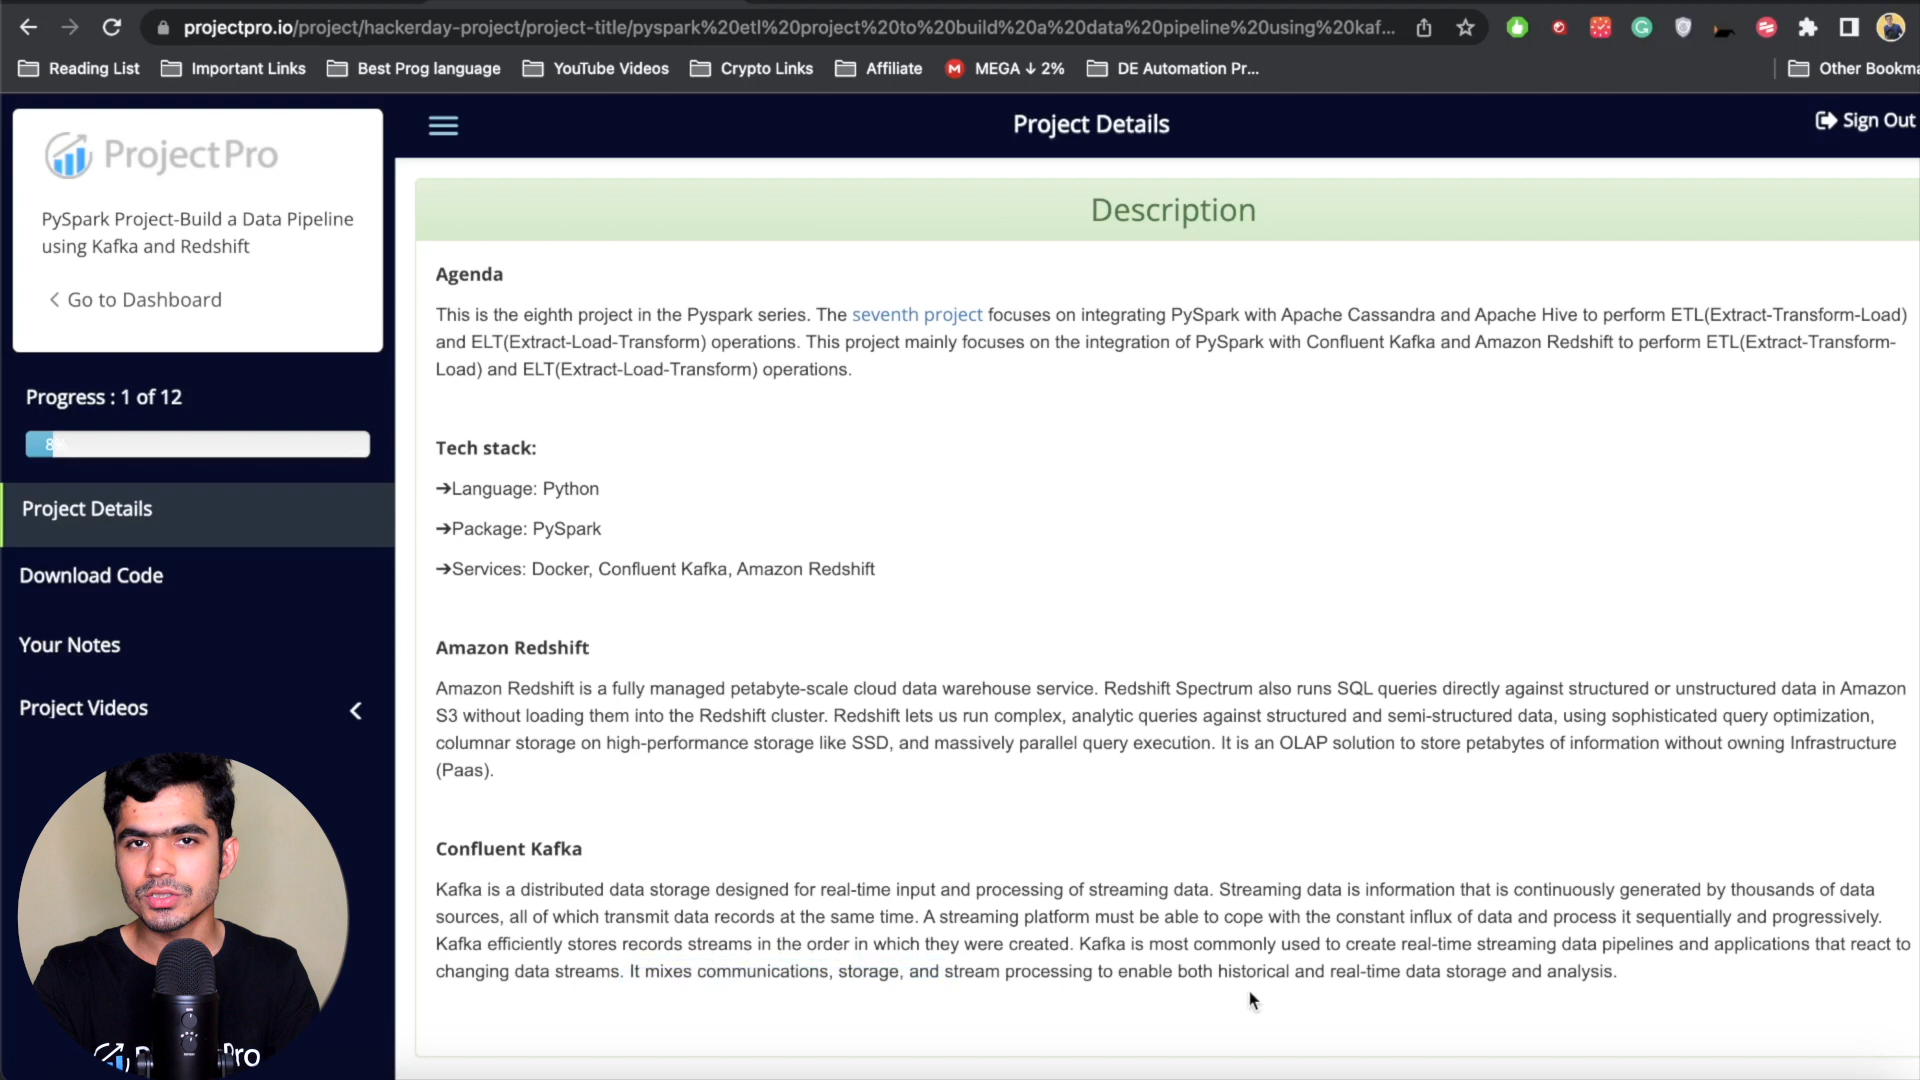 projectpro.io/project/hackerday-project/project-title/pyspark%20etl%20project%20to%20build%20a%20data%20pipeline%20using%20kaf...
Reading List Important Links Best Prog language YouTube Videos Crypto Links Affiliate MEGA ↓ 2% DE Automation Pr... Other Bookma
ProjectPro
PySpark Project-Build a Data Pipeline
using Kafka and Redshift
Go to Dashboard
Progress : 1 of 12
8%
Project Details
Download Code
Your Notes
Project Videos
Project Details
Sign Out
Description
Agenda
This is the eighth project in the Pyspark series. The seventh project focuses on integrating PySpark with Apache Cassandra and Apache Hive to perform ETL(Extract-Transform-Load)
and ELT(Extract-Load-Transform) operations. This project mainly focuses on the integration of PySpark with Confluent Kafka and Amazon Redshift to perform ETL(Extract-Transform-
Load) and ELT(Extract-Load-Transform) operations.
Tech stack:
➔Language: Python
➔Package: PySpark
➔Services: Docker, Confluent Kafka, Amazon Redshift
Amazon Redshift
Amazon Redshift is a fully managed petabyte-scale cloud data warehouse service. Redshift Spectrum also runs SQL queries directly against structured or unstructured data in Amazon
S3 without loading them into the Redshift cluster. Redshift lets us run complex, analytic queries against structured and semi-structured data, using sophisticated query optimization,
columnar storage on high-performance storage like SSD, and massively parallel query execution. It is an OLAP solution to store petabytes of information without owning Infrastructure
(Paas).
Confluent Kafka
Kafka is a distributed data storage designed for real-time input and processing of streaming data. Streaming data is information that is continuously generated by thousands of data
sources, all of which transmit data records at the same time. A streaming platform must be able to cope with the constant influx of data and process it sequentially and progressively.
Kafka efficiently stores records streams in the order in which they were created. Kafka is most commonly used to create real-time streaming data pipelines and applications that react to
changing data streams. It mixes communications, storage, and stream processing to enable both historical and real-time data storage and analysis.